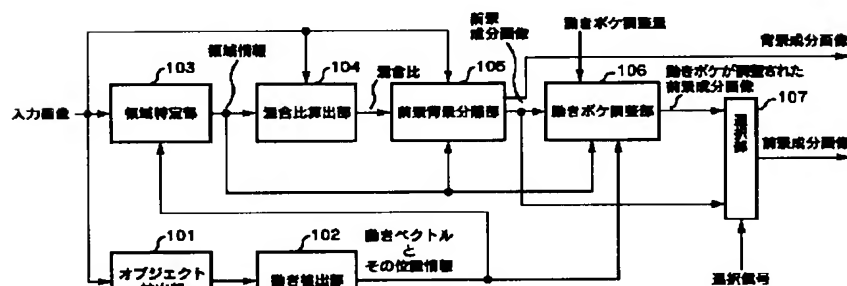 動きボケ調整量
前景
成分画像
背景成分画像
領域情報
103
104
混合比
105
106
動きボケが調整された
前景成分画像
107
入力画像
領域特定部
混合比算出部
前景背景分離部
動きボケ調整部
選択部
前景成分画像
101
102
動きベクトル
と
その位置情報
オブジェクト
動き検出部
選択信号